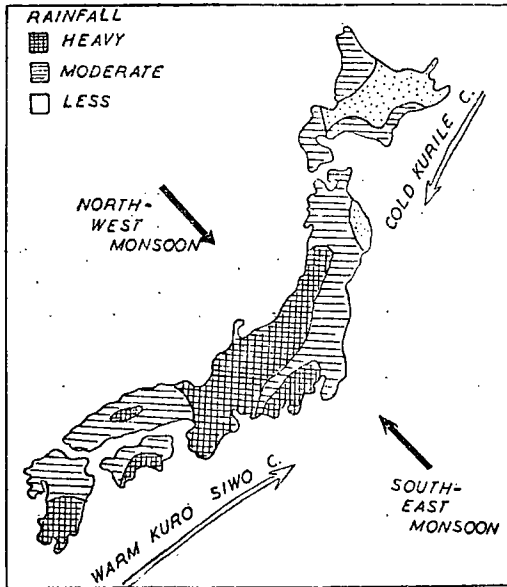 RAINFALL
HEAVY
MODERATE
LESS
NORTH-
WEST
MONSOON
COLD KURILE C.
WARM KURO SIWO C.
SOUTH-
EAST
MONSOON